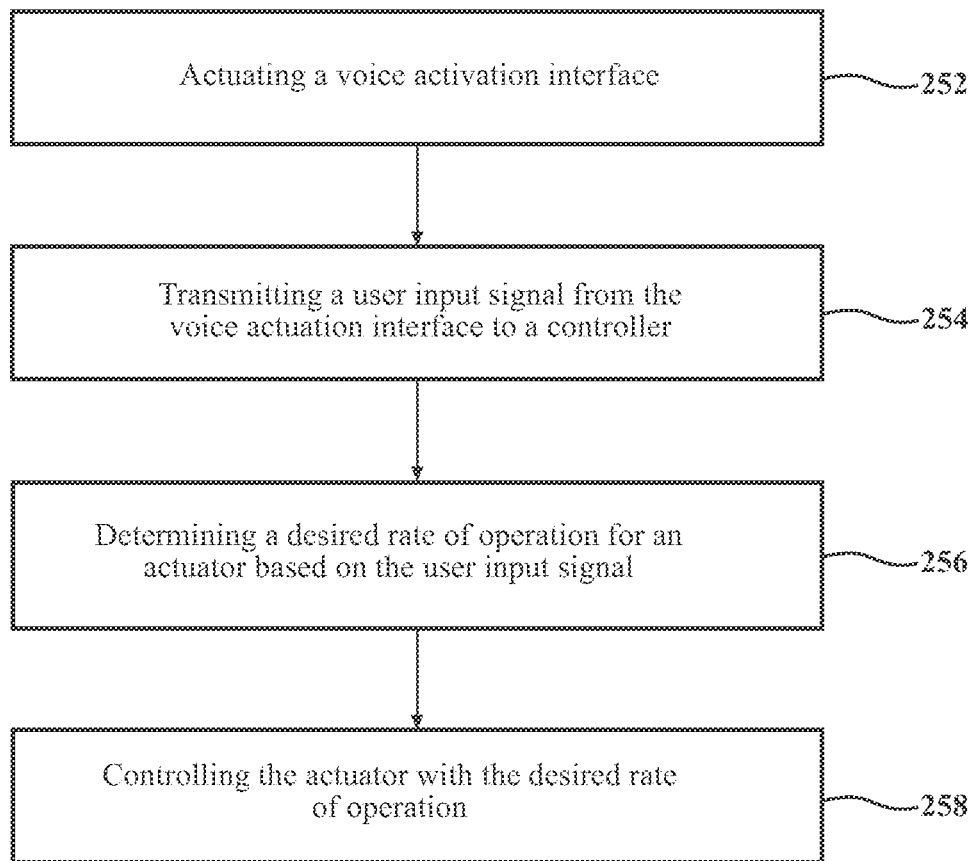 Actuating a voice activation interface
252
Transmitting a user input signal from the
voice actuation interface to a controller
254
Determining a desired rate of operation for an
actuator based on the user input signal
256
Controlling the actuator with the desired rate
of operation
258